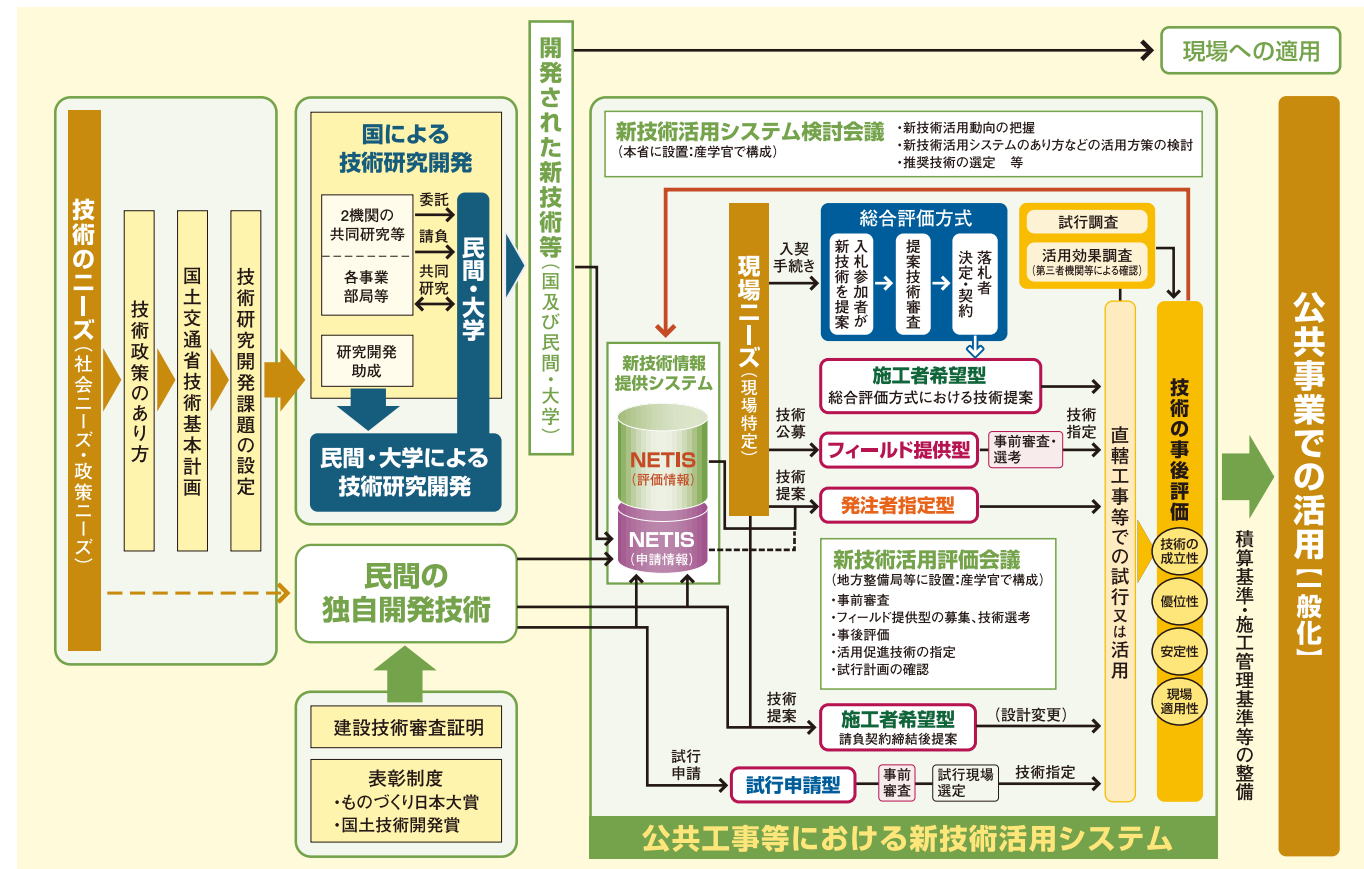 技術のニーズ(社会ニーズ・政策ニーズ)
技術政策のあり方
国土交通省技術基本計画
技術研究開発課題の設定
国による
技術研究開発
2機関の
共同研究等
各事業
部局等
研究開発
助成
委託
請負
共同
研究
民間・大学
民間・大学による
技術研究開発
民間の
独自開発技術
建設技術審査証明
表彰制度
・ものづくり日本大賞
・国土技術開発賞
開発された新技術等(国及び民間・大学)
現場への適用
新技術活用システム検討会議
(本省に設置:産学官で構成)
・新技術活用動向の把握
・新技術活用システムのあり方などの活用方策の検討
・推奨技術の選定 等
新技術情報
提供システム
NETIS
(評価情報)
NETIS
(申請情報)
現場ニーズ(現場特定)
入契
手続き
総合評価方式
入札参加者が
新技術を提案
提案技術審査
落札者
決定・契約
施工者希望型
総合評価方式における技術提案
技術
公募
フィールド提供型
事前審査・
選考
技術
指定
技術
提案
発注者指定型
新技術活用評価会議
(地方整備局等に設置:産学官で構成)
・事前審査
・フィールド提供型の募集、技術選考
・事後評価
・活用促進技術の指定
・試行計画の確認
技術
提案
施工者希望型
請負契約締結後提案
(設計変更)
試行
申請
試行申請型
事前
審査
試行現場
選定
技術指定
試行調査
活用効果調査
(第三者機関等による確認)
直轄工事等での試行又は活用
技術の事後評価
技術の
成立性
優位性
安定性
現場
適用性
公共工事等における新技術活用システム
積算基準・施工管理基準等の整備
公共事業での活用【一般化】